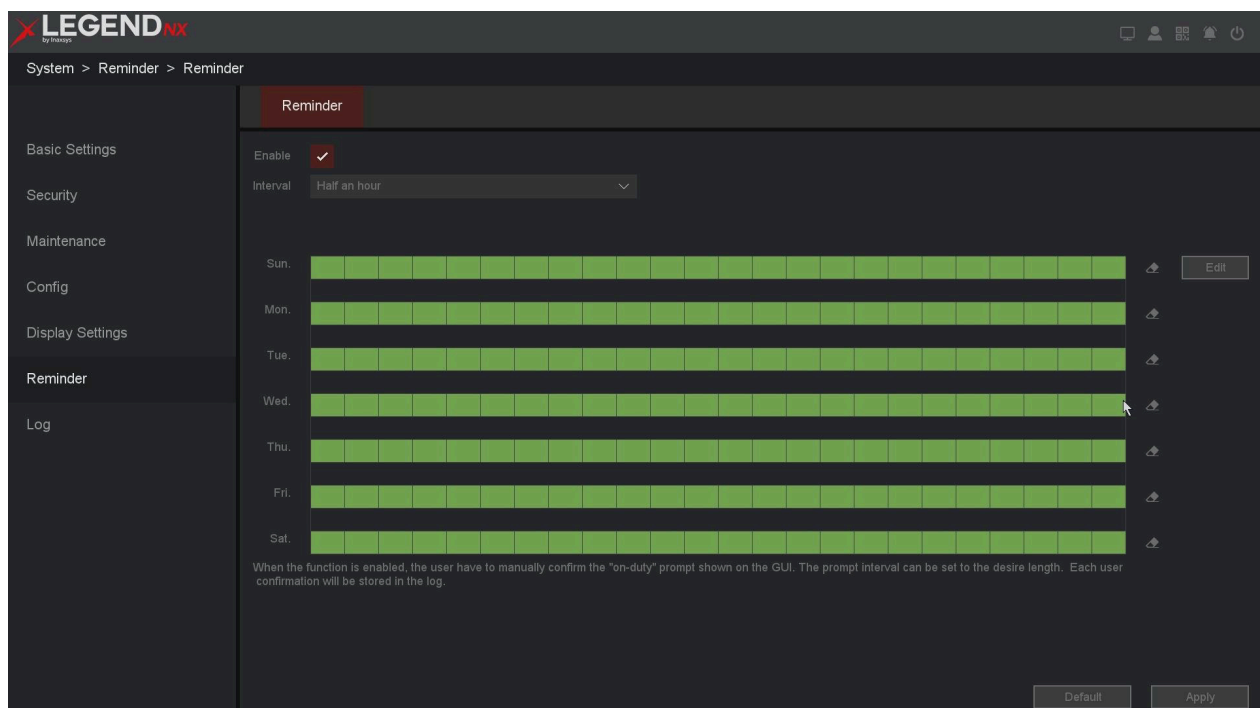 LEGEND NX
by Inaxsys
System > Reminder > Reminder
Reminder
Basic Settings
Security
Maintenance
Config
Display Settings
Reminder
Log
Enable
Interval Half an hour
Sun.
Edit
Mon.
Tue.
Wed.
Thu.
Fri.
Sat.
When the function is enabled, the user have to manually confirm the "on-duty" prompt shown on the GUI. The prompt interval can be set to the desire length. Each user
confirmation will be stored in the log.
Default Apply